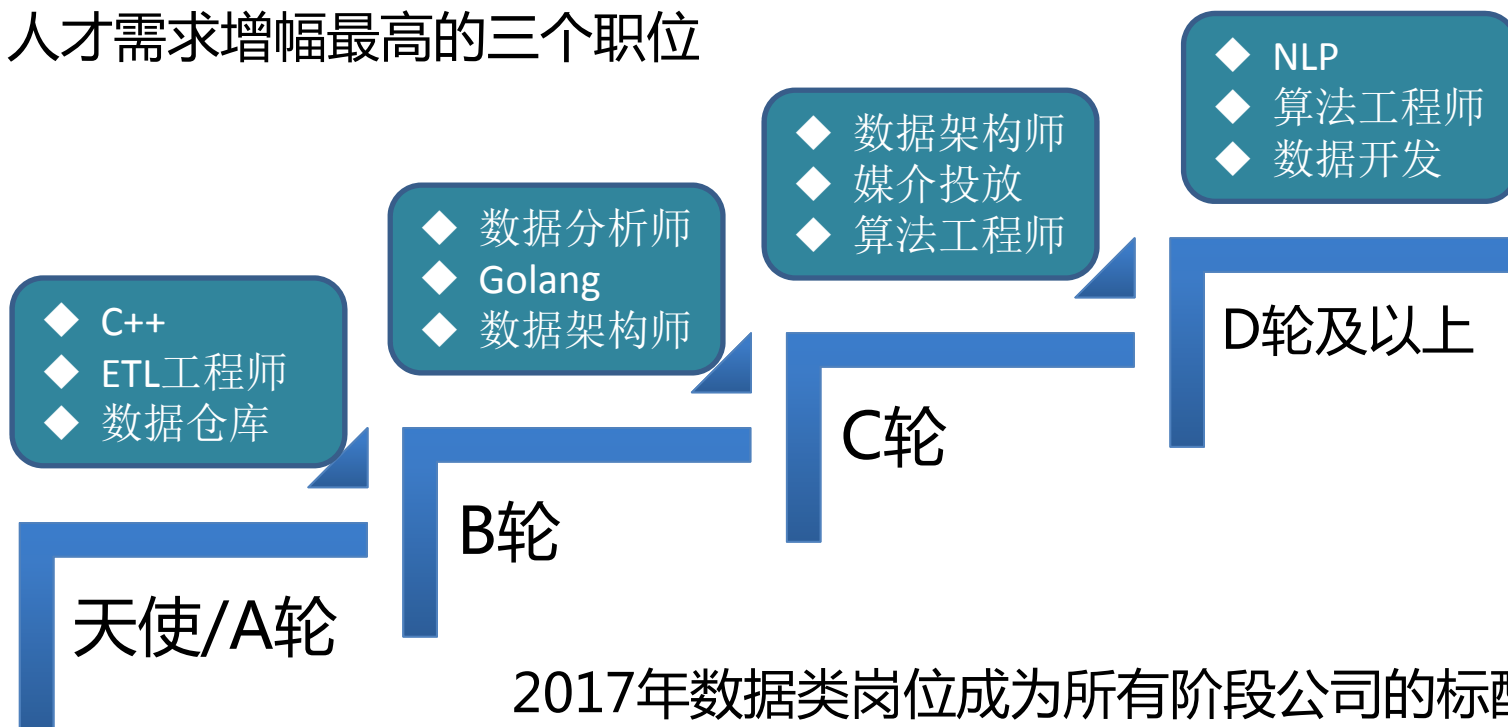 人才需求增幅最高的三个职位
C++
ETL工程师
数据仓库
天使/A轮
数据分析师
Golang
数据架构师
B轮
数据架构师
媒介投放
算法工程师
C轮
NLP
算法工程师
数据开发
D轮及以上
2017年数据类岗位成为所有阶段公司的标配